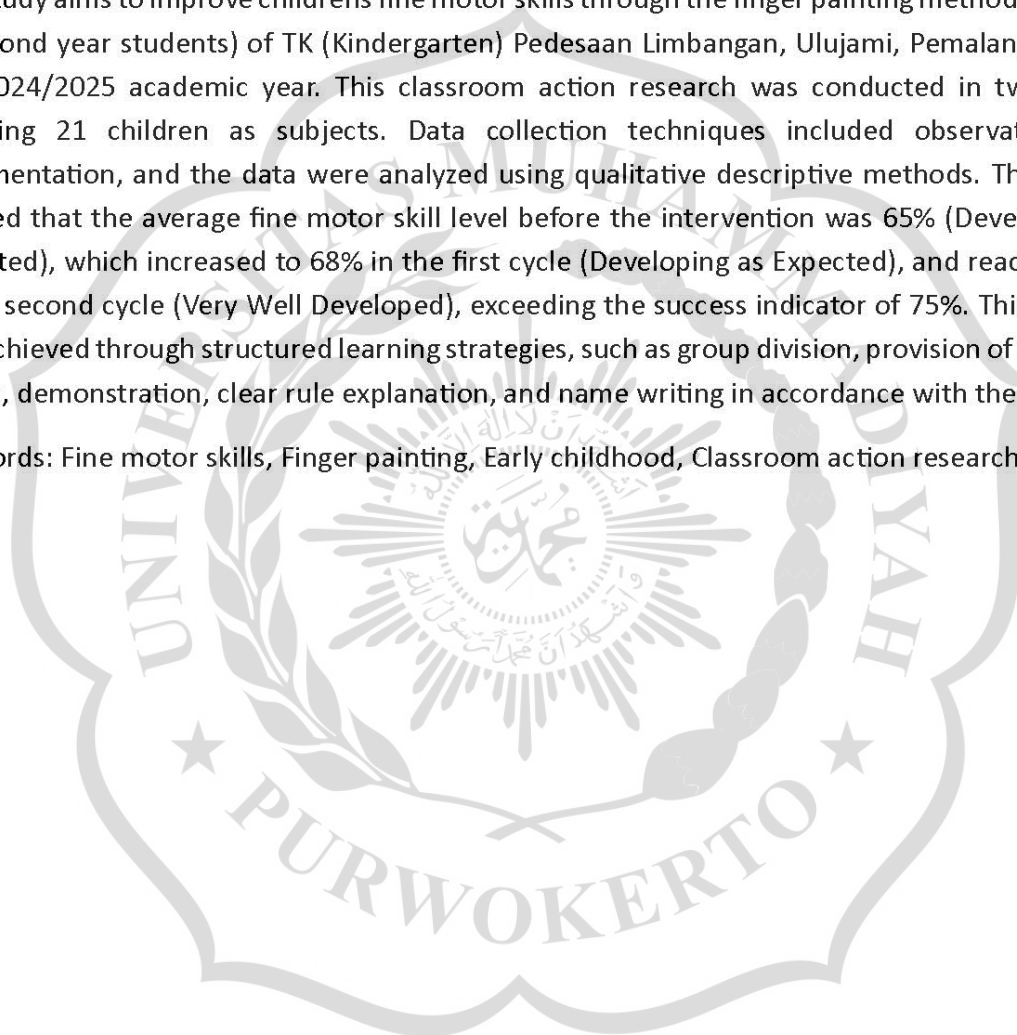 udy aims to improve childrens fine motor skills through the finger painting method
ond year students) of TK (Kindergarten) Pedesaan Limbangan, Ulujami, Pemalan
024/2025 academic year. This classroom action research was conducted in tw
ing 21 children as subjects. Data collection techniques included observat
nentation, and the data were analyzed using qualitative descriptive methods. Th
ed that the average fine motor skill level before the intervention was 65% (Deve
ted), which increased to 68% in the first cycle (Developing as Expected), and reac
second cycle (Very Well Developed), exceeding the success indicator of 75%. Thi
chieved through structured learning strategies, such as group division, provision of
, demonstration, clear rule explanation, and name writing in accordance with the
ords: Fine motor skills, Finger painting, Early childhood, Classroom action research
UNIVERSITAS MUHAMMADIYAH
PURWOKERTO